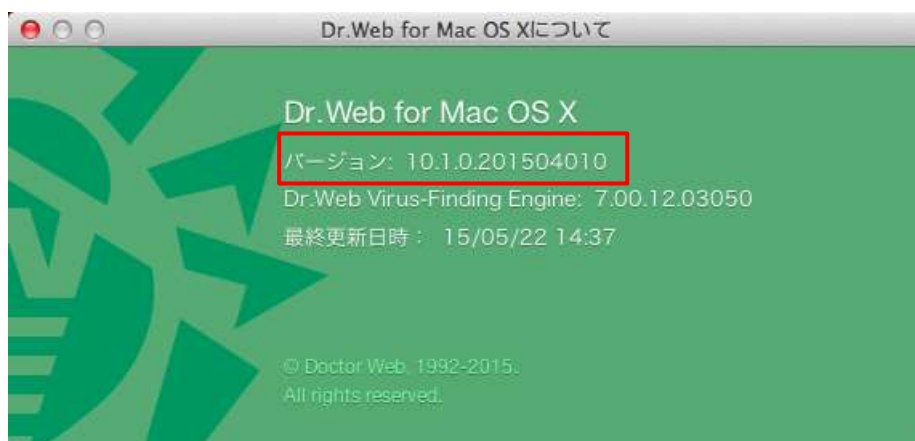 Dr.Web for Mac OS Xについて
Dr.Web for Mac OS X
バージョン: 10.1.0.201504010
Dr.Web Virus-Finding Engine: 7.00.12.03050
最終更新日時： 15/05/22 14:37
© Doctor Web, 1992-2015.
All rights reserved.